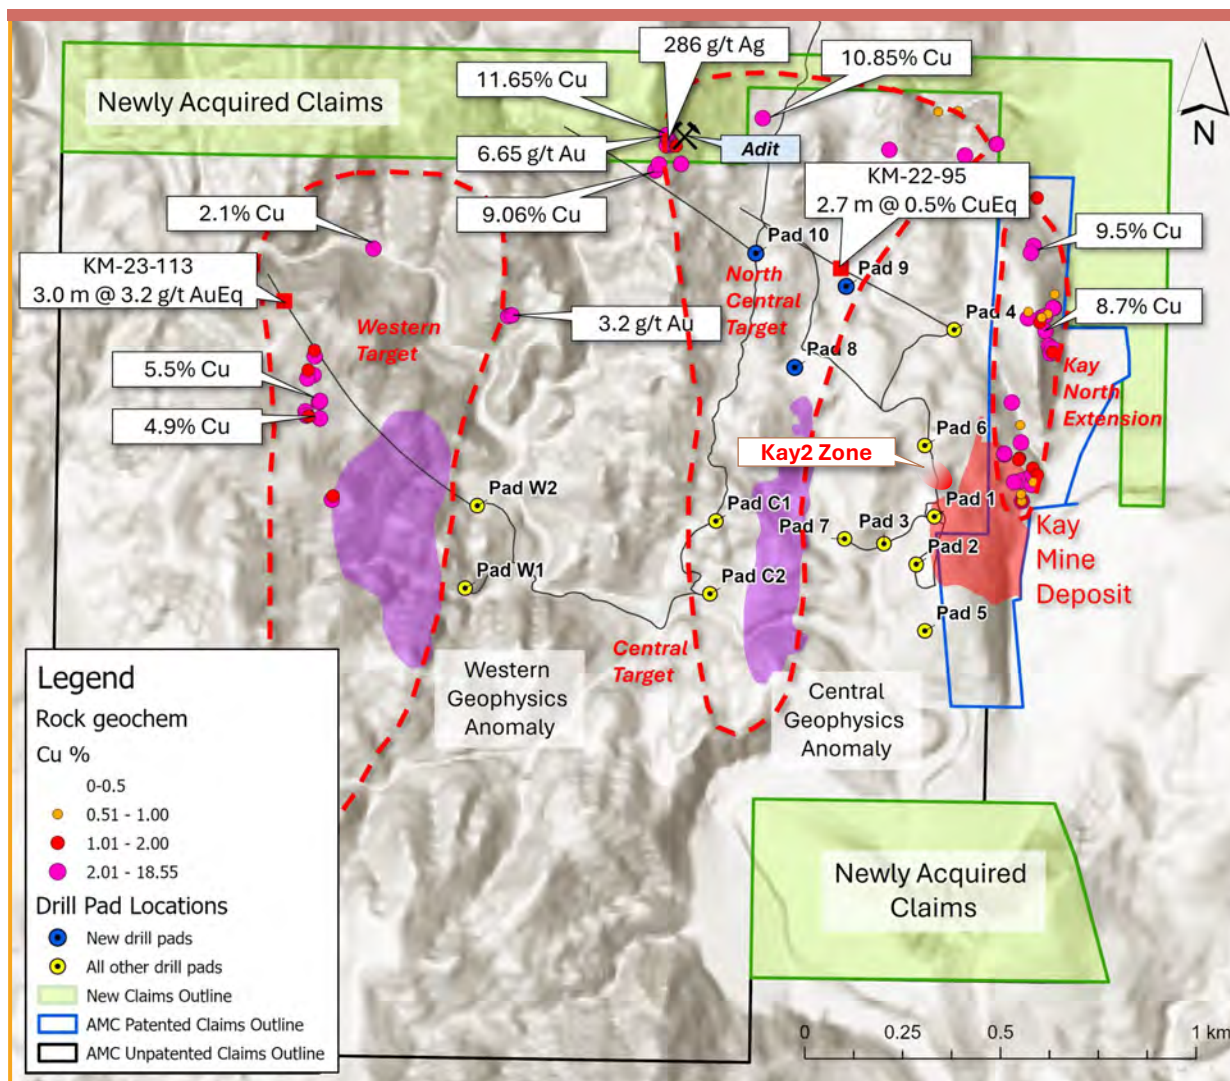 286 g/t Ag
10.85% Cu
11.65% Cu
Newly Acquired Claims
N
6.65 g/t Au
Adit
KM-22-95
2.7 m @ 0.5% CuEq
2.1% Cu
9.06% Cu
9.5% Cu
Pad 10
KM-23-113
3.0 m @ 3.2 g/t AuEq
North
Central
Target
Pad 9
8.7% Cu
Pad 4
3.2 g/t Au
Western
Target
Pad 8
5.5% Cu
Kay
North
Extension
4.9% Cu
Pad 6
Kay2 Zone
Pad W2
Pad C1
Pad 7
Pad 3
Pad 1
Kay
Mine
Deposit
Pad 2
Pad W1
Pad C2
Pad 5
Central
Target
Western
Geophysics
Anomaly
Central
Geophysics
Anomaly
Legend
Rock geochem
Cu %
0-0.5
0.51 - 1.00
1.01 - 2.00
2.01 - 18.55
Drill Pad Locations
New drill pads
All other drill pads
New Claims Outline
AMC Patented Claims Outline
AMC Unpatented Claims Outline
Newly Acquired
Claims
0 0.25 0.5 1 km